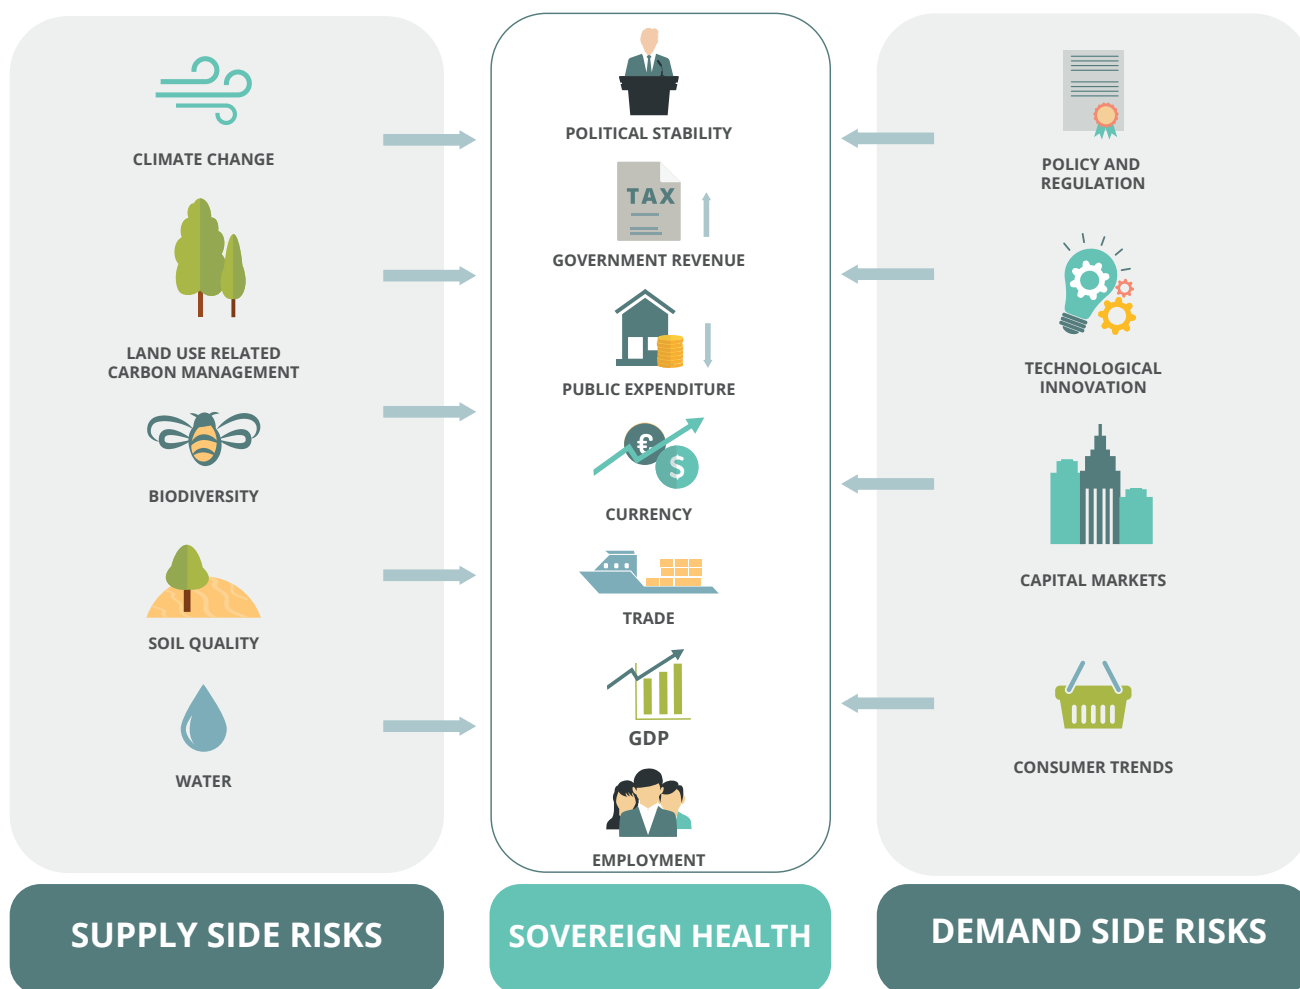 CLIMATE CHANGE
LAND USE RELATED
CARBON MANAGEMENT
BIODIVERSITY
SOIL QUALITY
WATER
SUPPLY SIDE RISKS
POLITICAL STABILITY
TAX
GOVERNMENT REVENUE
PUBLIC EXPENDITURE
€
$
CURRENCY
TRADE
GDP
EMPLOYMENT
SOVEREIGN HEALTH
POLICY AND
REGULATION
TECHNOLOGICAL
INNOVATION
CAPITAL MARKETS
CONSUMER TRENDS
DEMAND SIDE RISKS